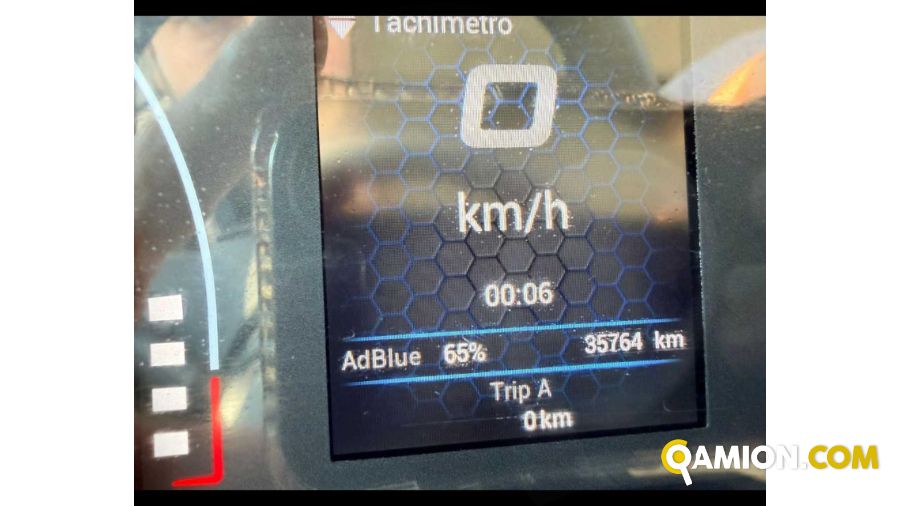 Tachimetro
0
km/h
00:06
AdBlue 65% 35764 km
Trip A
0 km
QAMION.COM